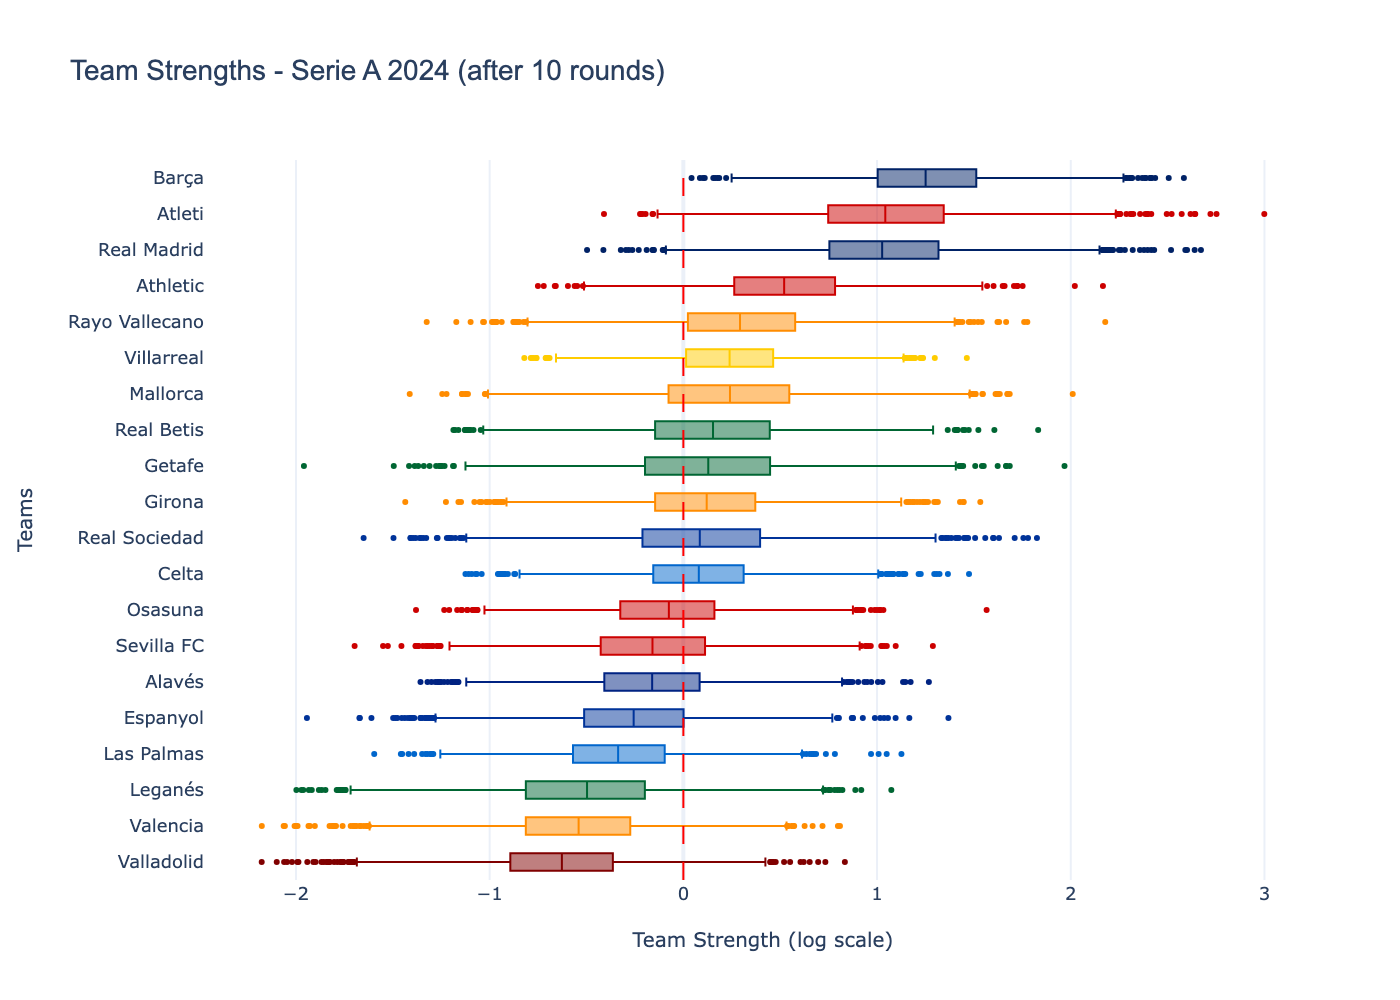 Team Strengths - Serie A 2024 (after 10 rounds)
Teams
Barça
Atleti
Real Madrid
Athletic
Rayo Vallecano
Villarreal
Mallorca
Real Betis
Getafe
Girona
Real Sociedad
Celta
Osasuna
Sevilla FC
Alavés
Espanyol
Las Palmas
Leganés
Valencia
Valladolid
−2 −1 0 1 2 3
Team Strength (log scale)